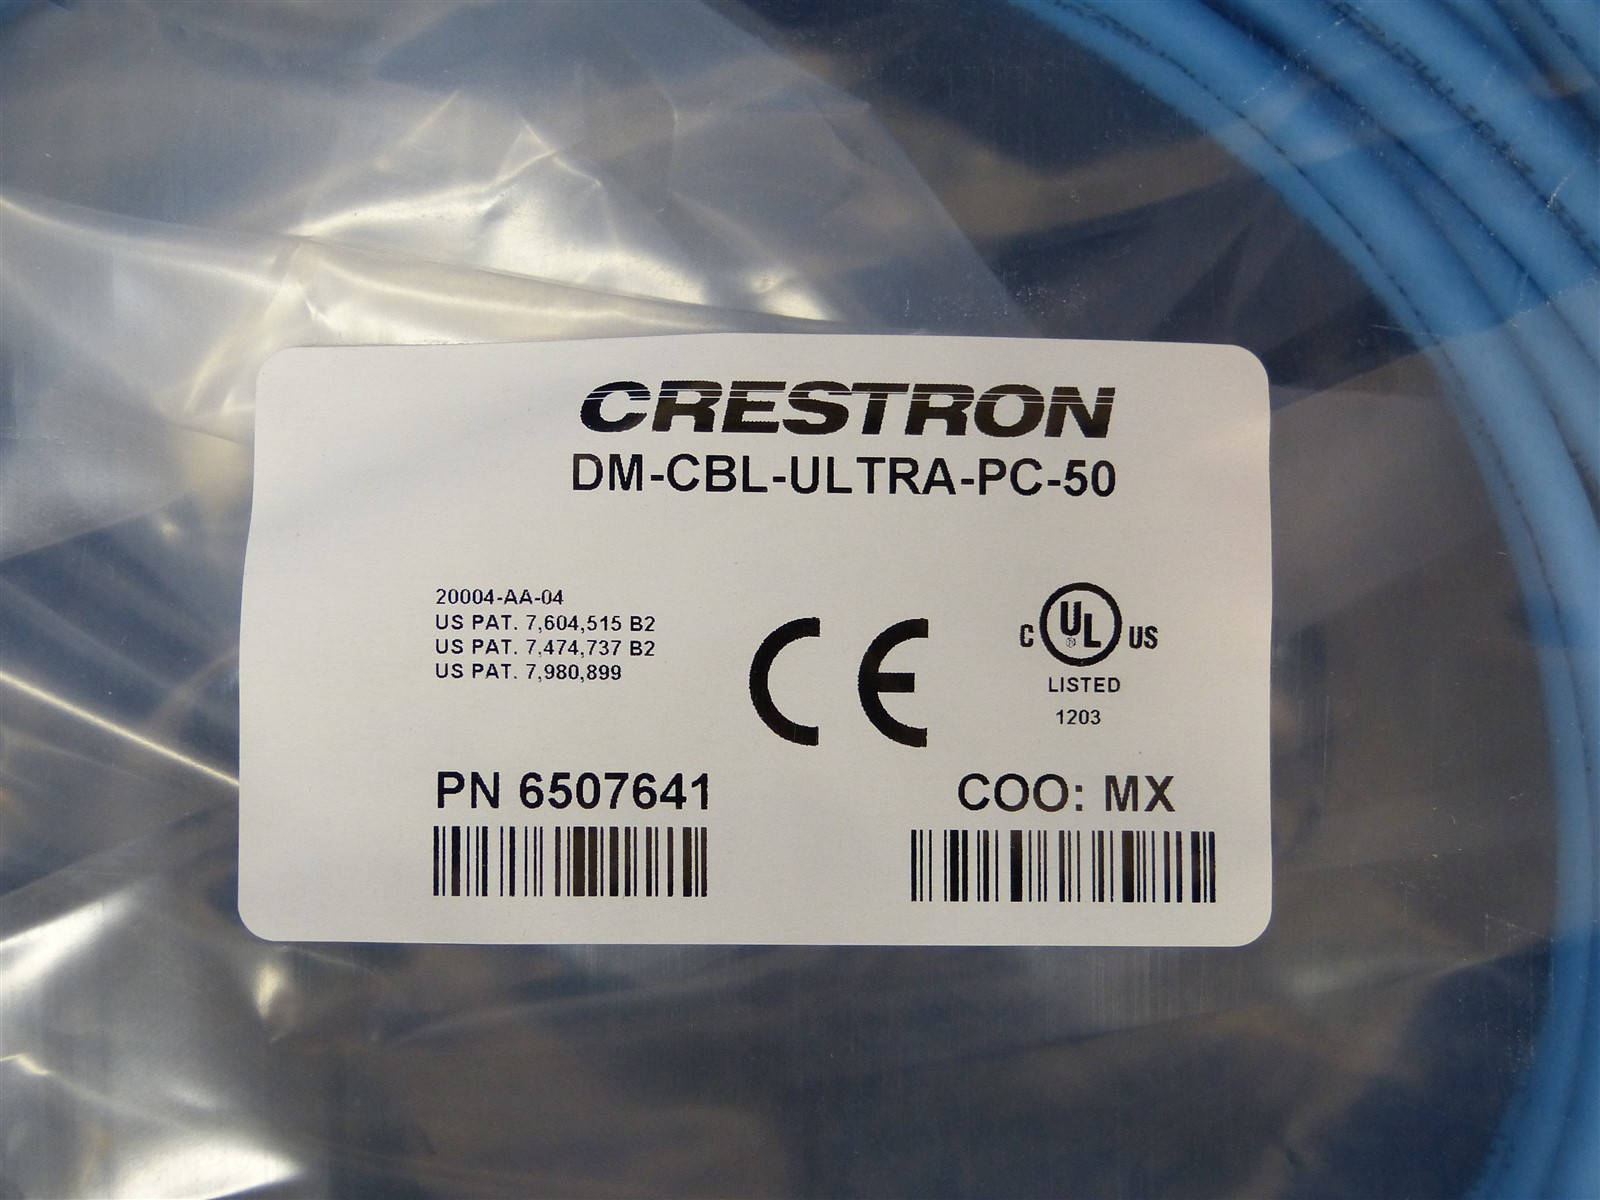 CRESTRON
DM-CBL-ULTRA-PC-50
20004-AA-04
US PAT. 7,604,515 B2
US PAT. 7,474,737 B2
US PAT. 7,980,899
CE
C UL ® US
LISTED
1203
PN 6507641
COO: MX